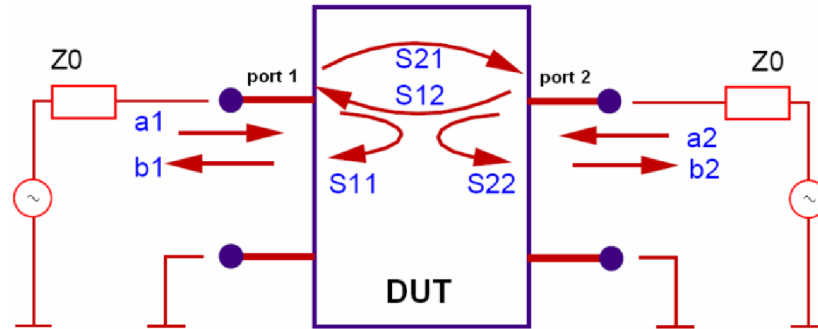 Z0
port 1
S21
port 2
Z0
S12
a1
a2
b1
b2
S11
S22
~
~
DUT